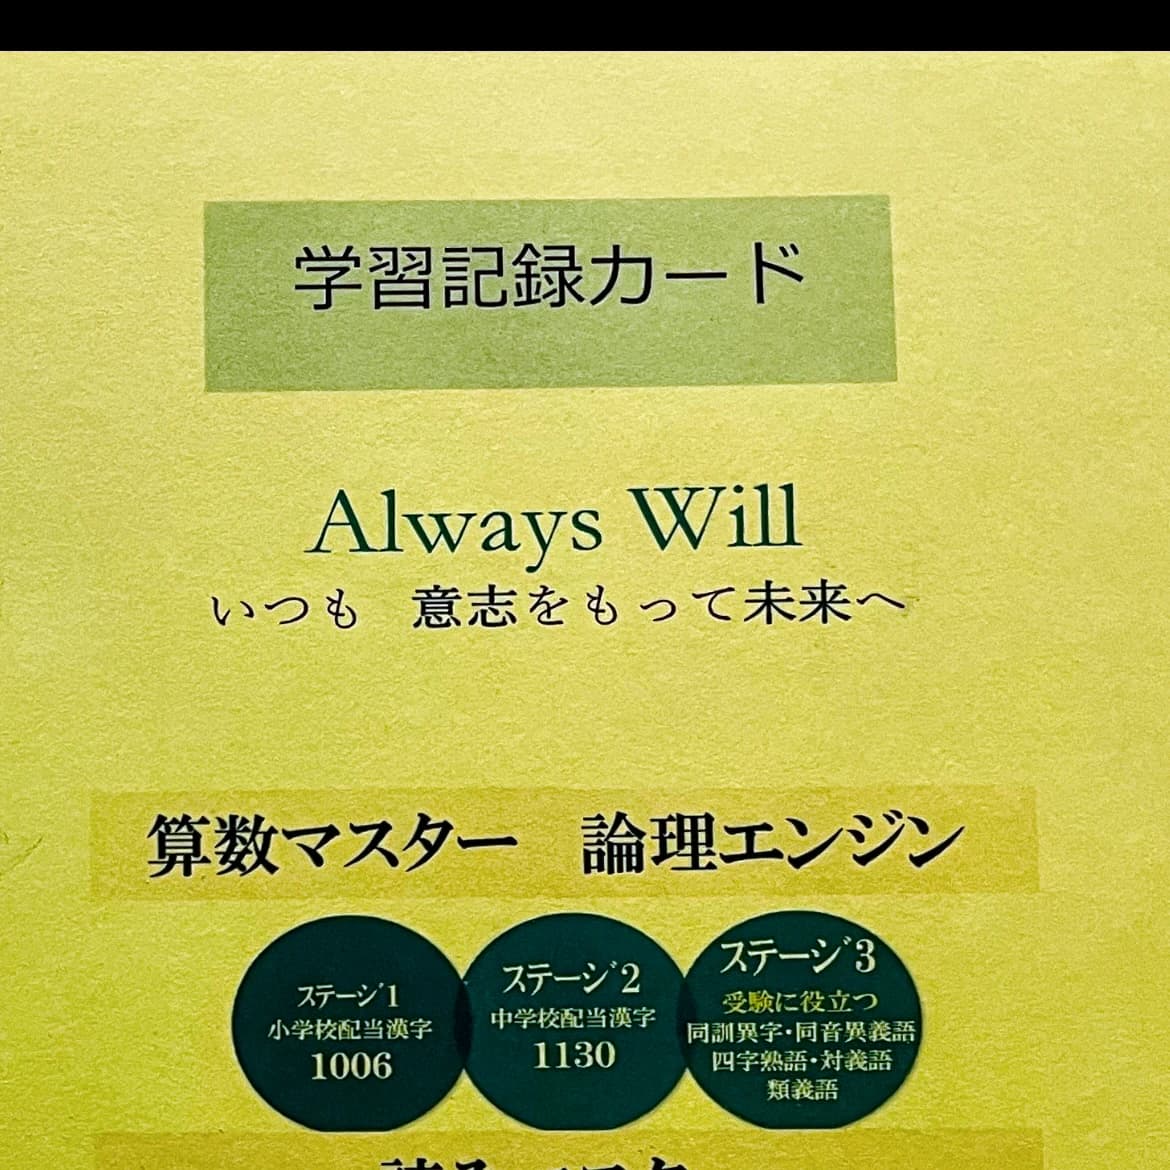 学習記録カード
Always Will
いつも　意志をもって未来へ
算数マスター　論理エンジン
ステージ1
小学校配当漢字
1006
ステージ2
中学校配当漢字
1130
ステージ3
受験に役立つ
同訓異字・同音異義語
四字熟語・対義語
類義語